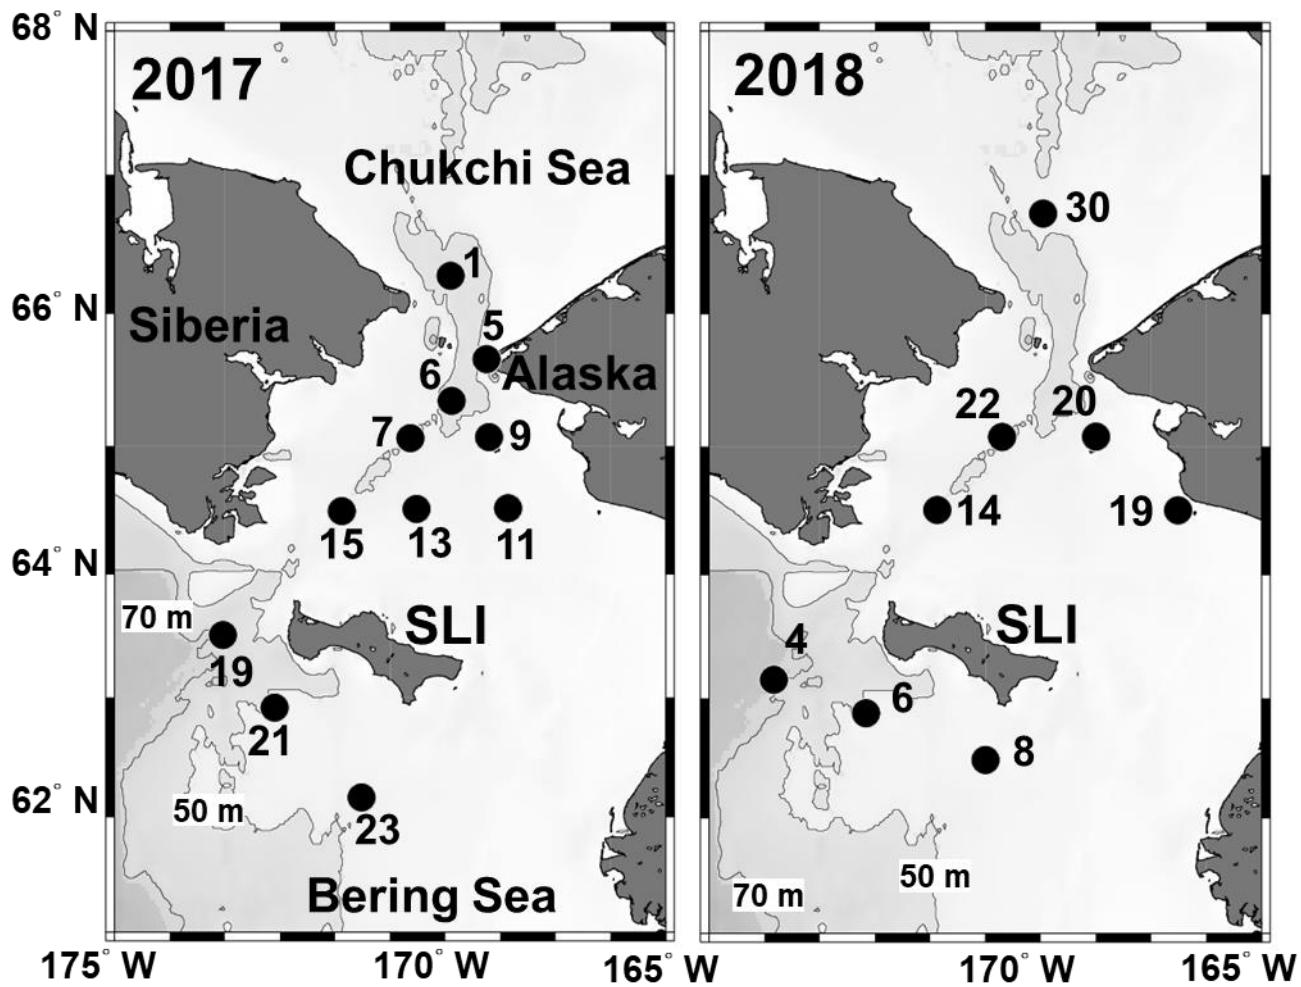 68° N
2017
Chukchi Sea
1
66° N
Siberia
5
6
Alaska
7
9
15
13
11
64° N
70 m
SLI
19
21
62° N
50 m
23
Bering Sea
175° W
170° W
165° W
2018
30
22
20
14
19
SLI
4
6
8
50 m
70 m
170° W
165° W